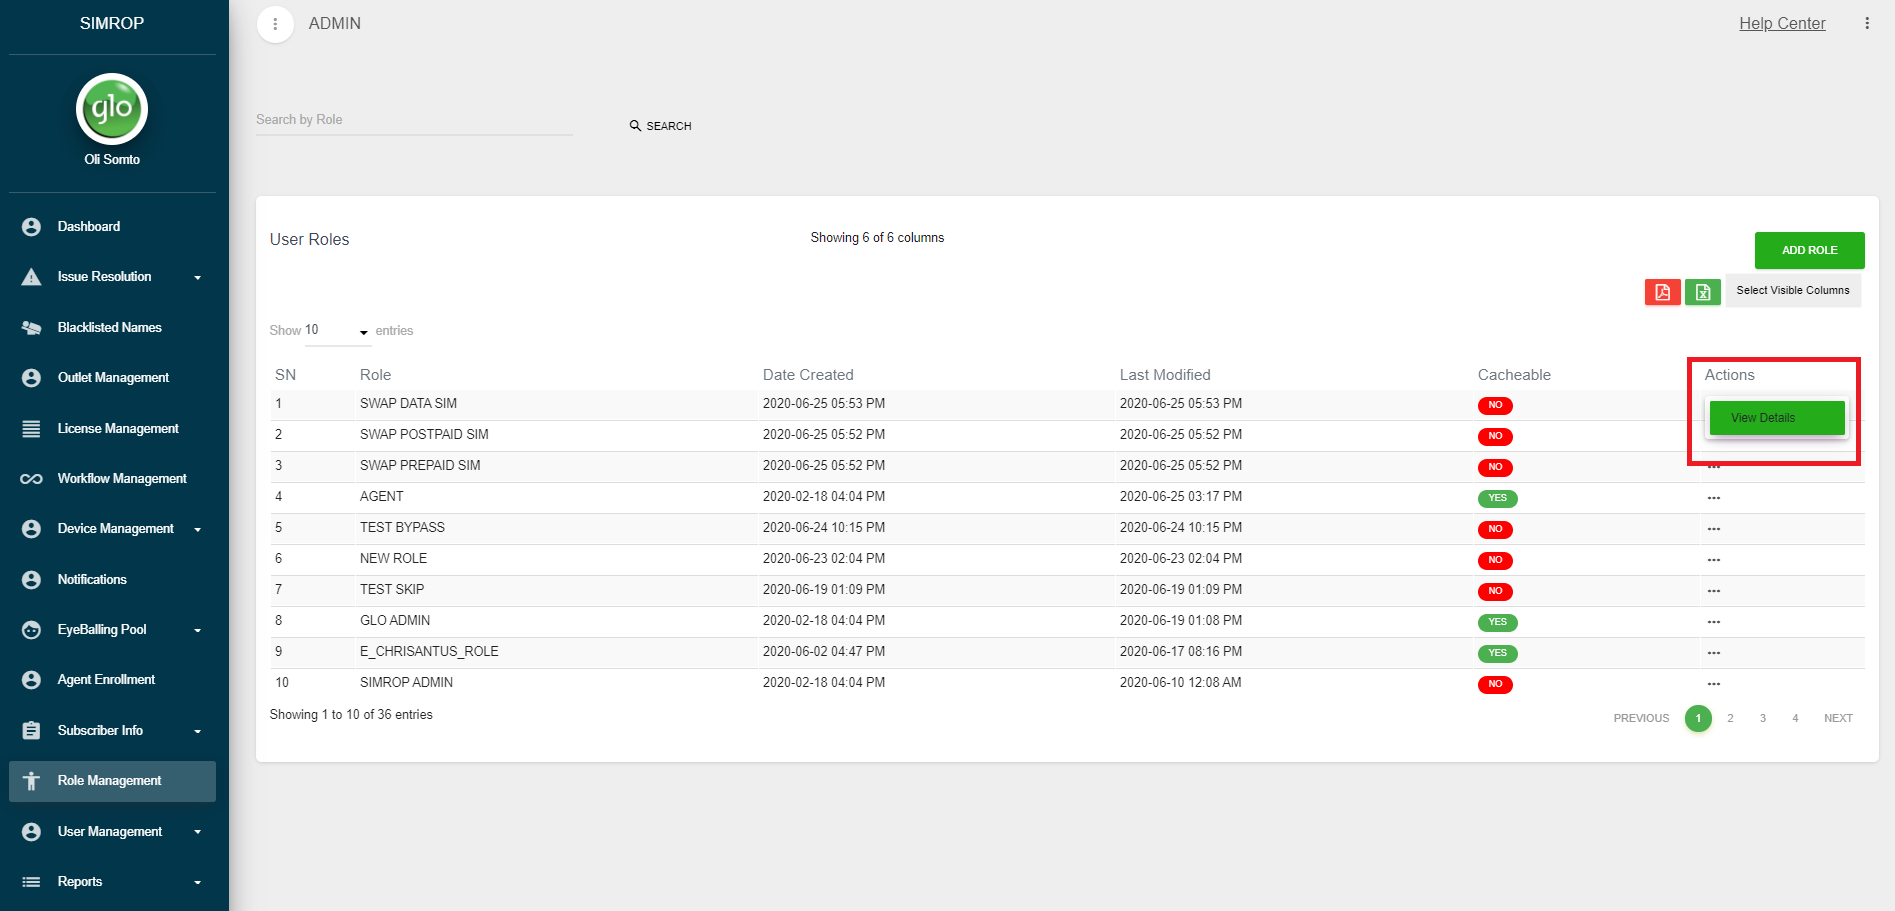 SIMROP
ADMIN
Help Center
glo
Oli Somto
Search by Role
SEARCH
Dashboard
Issue Resolution
Blacklisted Names
Outlet Management
License Management
Workflow Management
Device Management
Notifications
EyeBalling Pool
Agent Enrollment
Subscriber Info
Role Management
User Management
Reports
User Roles
Showing 6 of 6 columns
ADD ROLE
Select Visible Columns
Show 10 entries
SN Role Date Created Last Modified Cacheable Actions
1 SWAP DATA SIM 2020-06-25 05:53 PM 2020-06-25 05:53 PM NO
View Details
2 SWAP POSTPAID SIM 2020-06-25 05:52 PM 2020-06-25 05:52 PM NO
3 SWAP PREPAID SIM 2020-06-25 05:52 PM 2020-06-25 05:52 PM NO
4 AGENT 2020-02-18 04:04 PM 2020-06-25 03:17 PM YES
5 TEST BYPASS 2020-06-24 10:15 PM 2020-06-24 10:15 PM NO
6 NEW ROLE 2020-06-23 02:04 PM 2020-06-23 02:04 PM NO
7 TEST SKIP 2020-06-19 01:09 PM 2020-06-19 01:09 PM NO
8 GLO ADMIN 2020-02-18 04:04 PM 2020-06-19 01:08 PM YES
9 E_CHRISANTUS_ROLE 2020-06-02 04:47 PM 2020-06-17 08:16 PM YES
10 SIMROP ADMIN 2020-02-18 04:04 PM 2020-06-10 12:08 AM NO
Showing 1 to 10 of 36 entries
PREVIOUS 1 2 3 4 NEXT